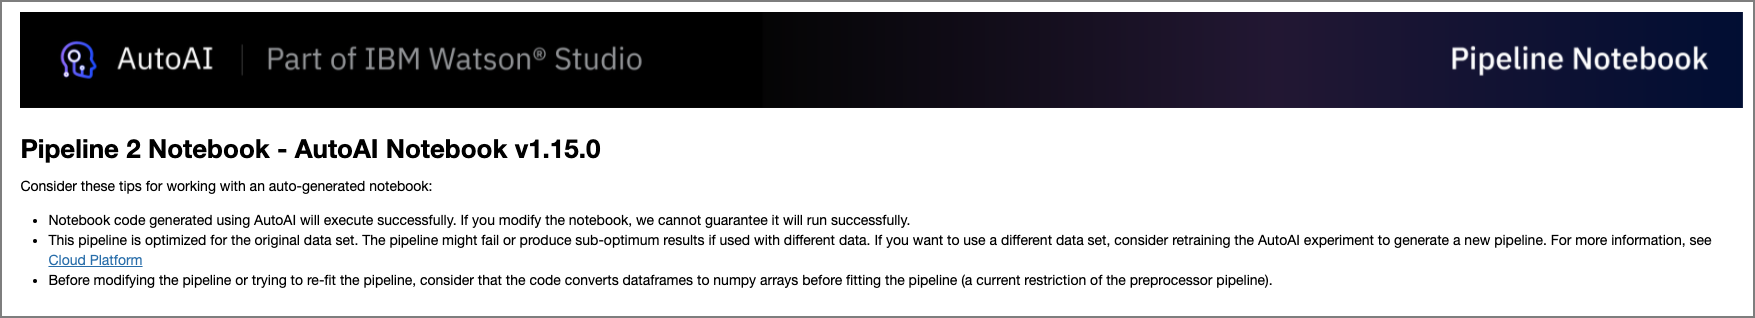 AutoAI | Part of IBM Watson® Studio
Pipeline Notebook
Pipeline 2 Notebook - AutoAI Notebook v1.15.0
Consider these tips for working with an auto-generated notebook:
• Notebook code generated using AutoAI will execute successfully. If you modify the notebook, we cannot guarantee it will run successfully.
• This pipeline is optimized for the original data set. The pipeline might fail or produce sub-optimum results if used with different data. If you want to use a different data set, consider retraining the AutoAI experiment to generate a new pipeline. For more information, see
Cloud Platform
• Before modifying the pipeline or trying to re-fit the pipeline, consider that the code converts dataframes to numpy arrays before fitting the pipeline (a current restriction of the preprocessor pipeline).